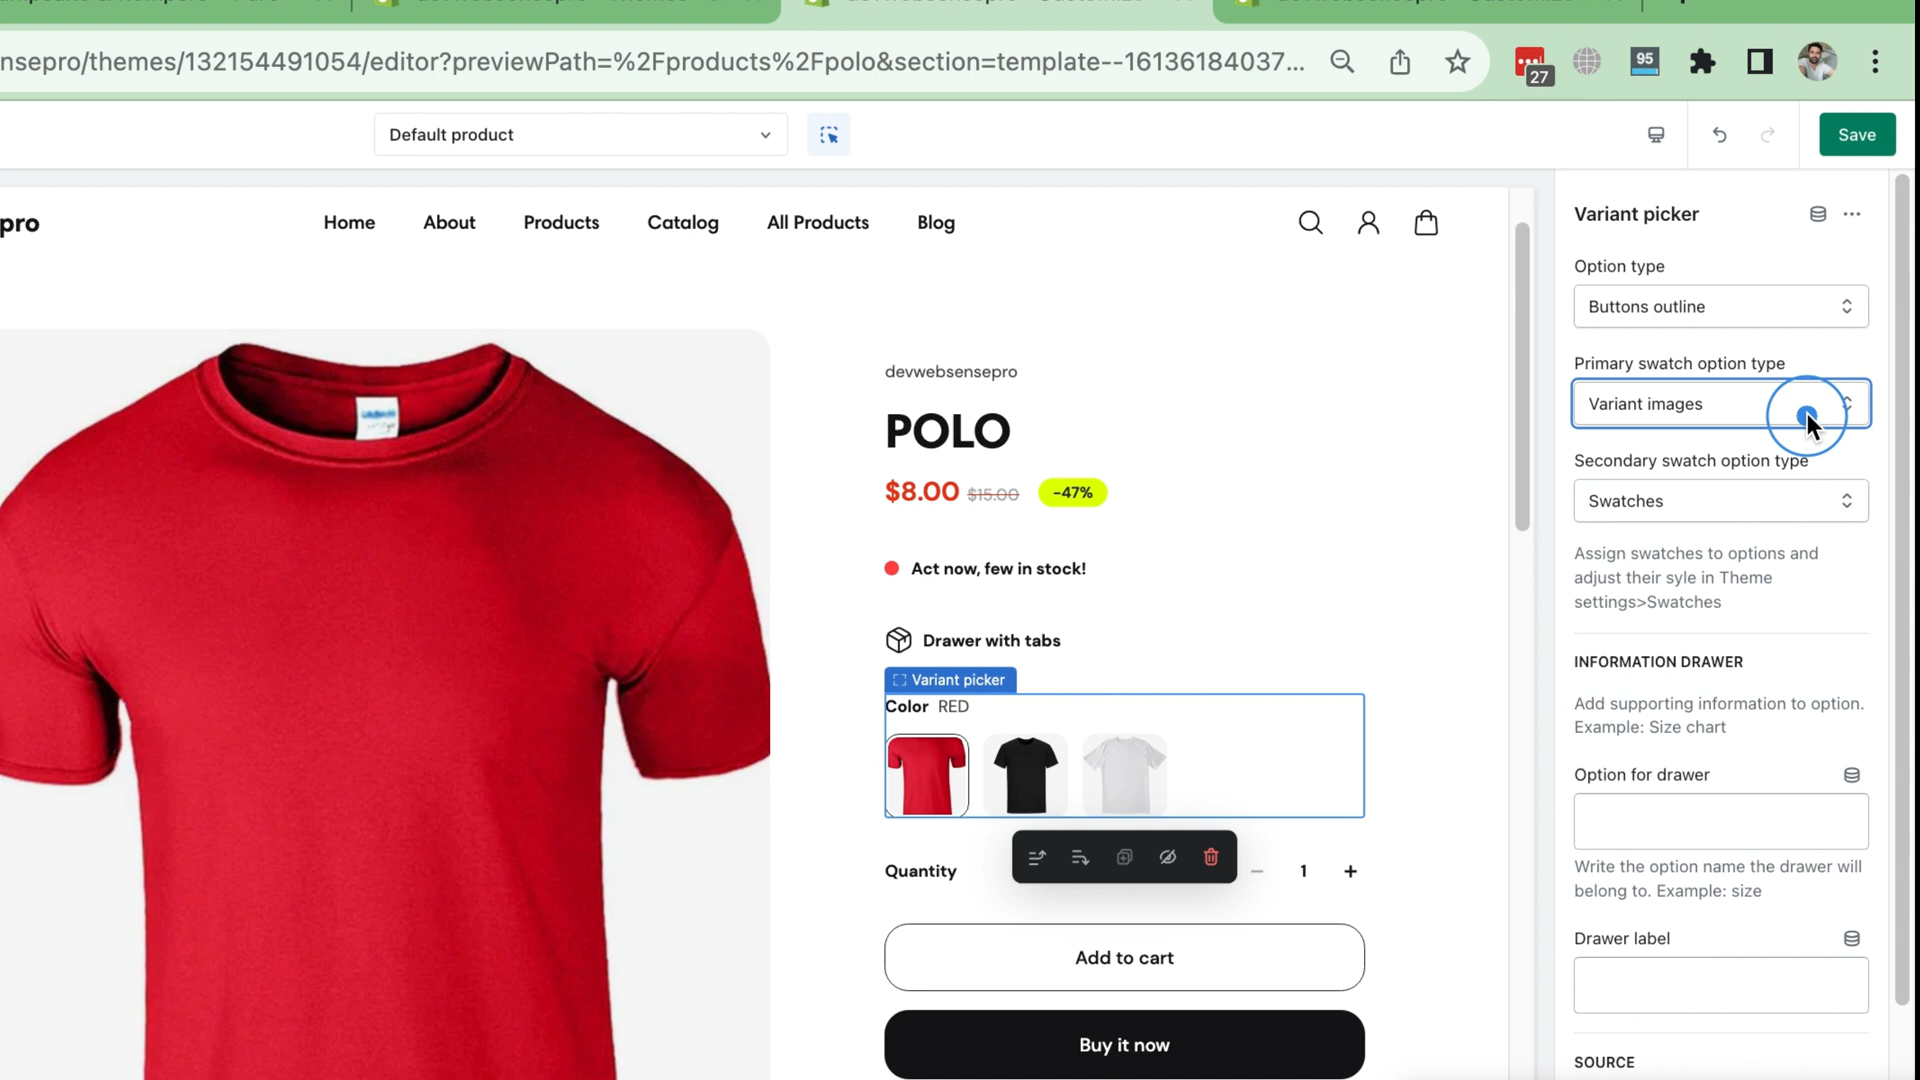 nsepro/themes/132154491054/editor?previewPath=%2Fproducts%2Fpolo&section=template--16136184037...
27
95
Default product
Save
pro
Home
About
Products
Catalog
All Products
Blog
Variant picker
Option type
Buttons outline
Primary swatch option type
Variant images
Secondary swatch option type
Swatches
Assign swatches to options and
adjust their syle in Theme
settings>Swatches
INFORMATION DRAWER
Add supporting information to option.
Example: Size chart
Option for drawer
Write the option name the drawer will
belong to. Example: size
Drawer label
SOURCE
devwebsensepro
POLO
$8.00 $15.00 -47%
Act now, few in stock!
Drawer with tabs
Variant picker
Color RED
Quantity
1
Add to cart
Buy it now